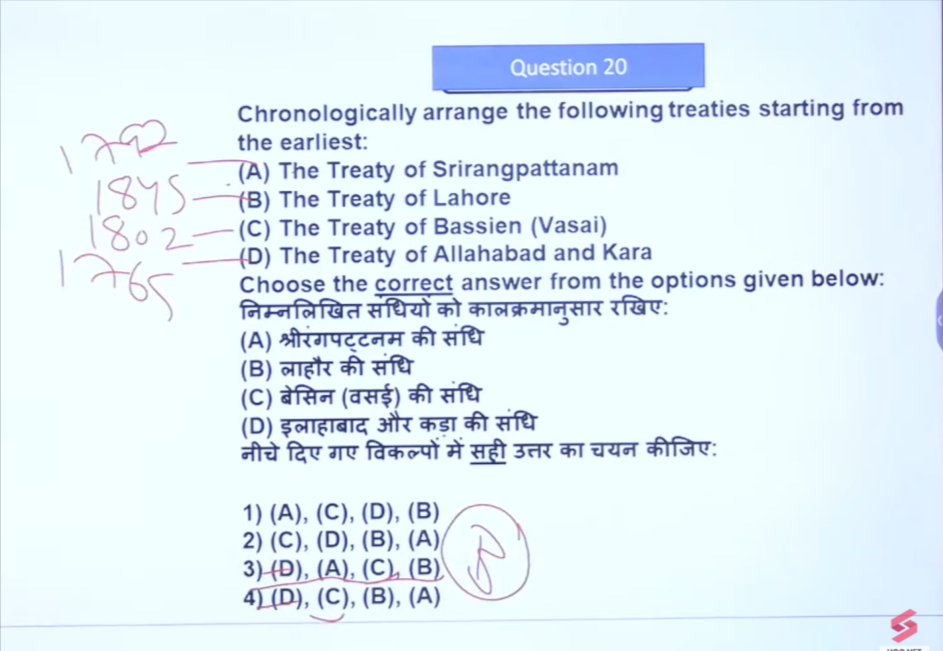 Question 20
Chronologically arrange the following treaties starting from
the earliest:
1792
(A) The Treaty of Srirangpattanam
1845
(B) The Treaty of Lahore
1802
(C) The Treaty of Bassien (Vasai)
1765
(D) The Treaty of Allahabad and Kara
Choose the correct answer from the options given below:
निम्नलिखित संधियों को कालक्रमानुसार रखिए:
(A) श्रीरंगपट्टनम की संधि
(B) लाहौर की संधि
(C) बेसिन (वसई) की संधि
(D) इलाहाबाद और कड़ा की संधि
नीचे दिए गए विकल्पों में सही उत्तर का चयन कीजिए:
1) (A), (C), (D), (B)
2) (C), (D), (B), (A)
3) (D), (A), (C), (B)
4) (D), (C), (B), (A)